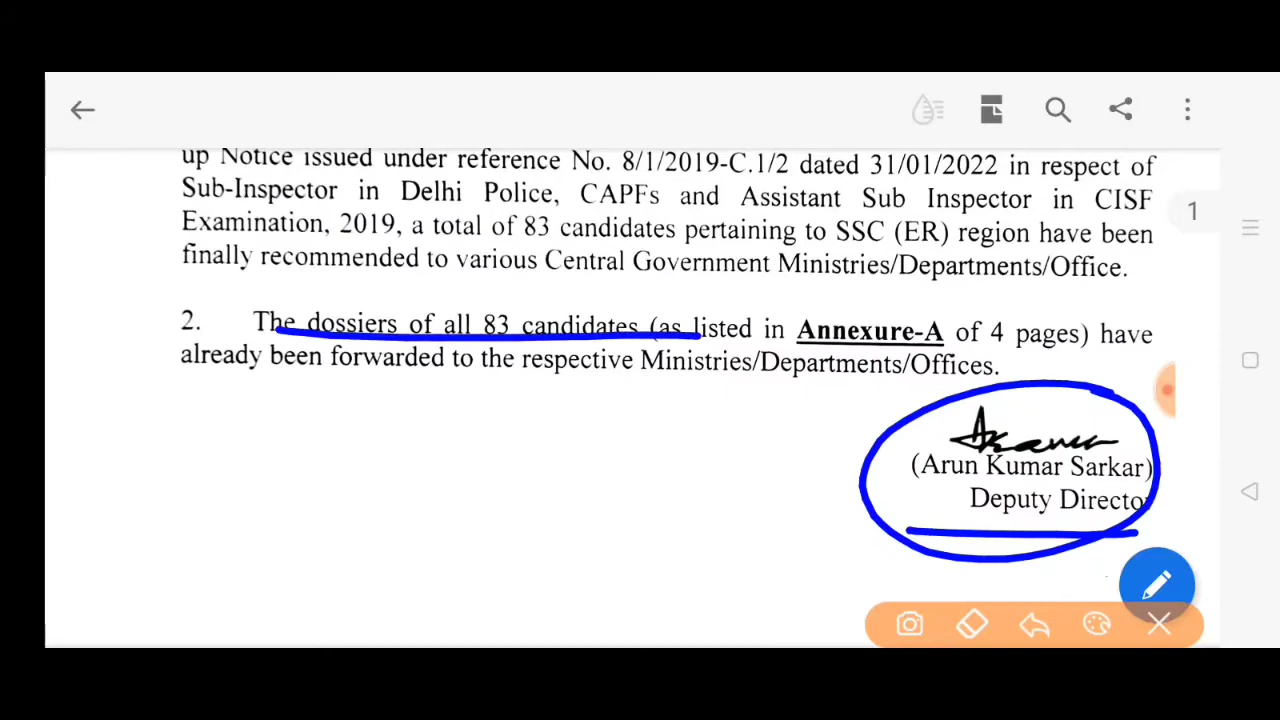 up Notice issued under reference No. 8/1/2019-C.1/2 dated 31/01/2022 in respect of
Sub-Inspector in Delhi Police, CAPFs and Assistant Sub Inspector in CISF
Examination, 2019, a total of 83 candidates pertaining to SSC (ER) region have been
finally recommended to various Central Government Ministries/Departments/Office.
1
2. The dossiers of all 83 candidates (as listed in Annexure-A of 4 pages) have
already been forwarded to the respective Ministries/Departments/Offices.
(Arun Kumar Sarkar)
Deputy Director